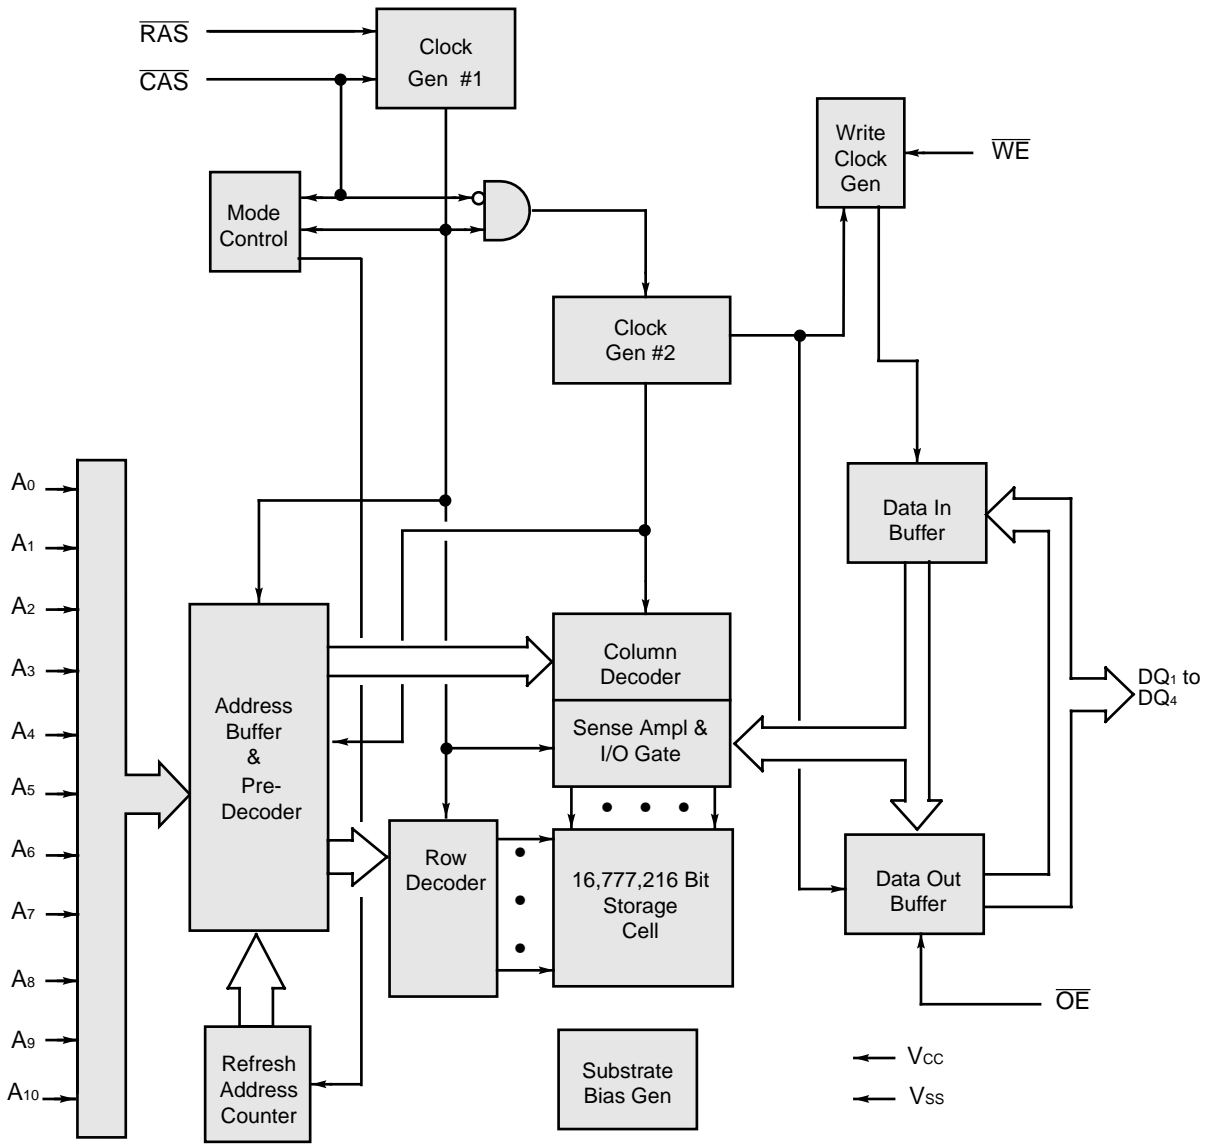 RAS
CAS
Clock
Gen #1
Write
Clock
Gen
WE
Mode
Control
Clock
Gen #2
A0
A1
A2
A3
A4
A5
A6
A7
A8
A9
A10
Address
Buffer
&
Pre-
Decoder
Column
Decoder
Sense Ampl &
I/O Gate
Data In
Buffer
DQ1 to
DQ4
Row
Decoder
16,777,216 Bit
Storage
Cell
Data Out
Buffer
OE
Refresh
Address
Counter
Substrate
Bias Gen
VCC
VSS